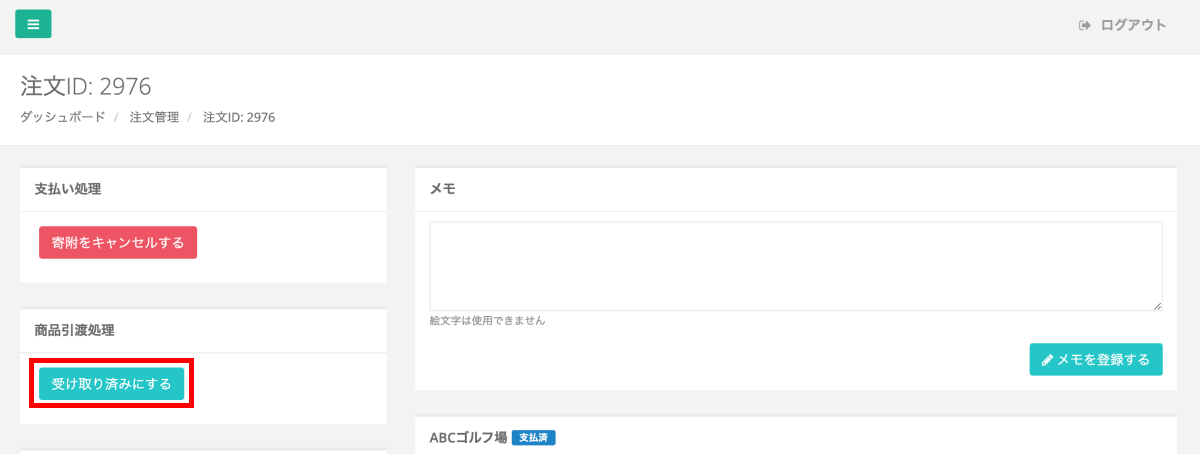 ログアウト
注文ID: 2976
ダッシュボード / 注文管理 / 注文ID: 2976
支払い処理
寄附をキャンセルする
商品引渡処理
受け取り済みにする
メモ
絵文字は使用できません
メモを登録する
ABCゴルフ場 支払済